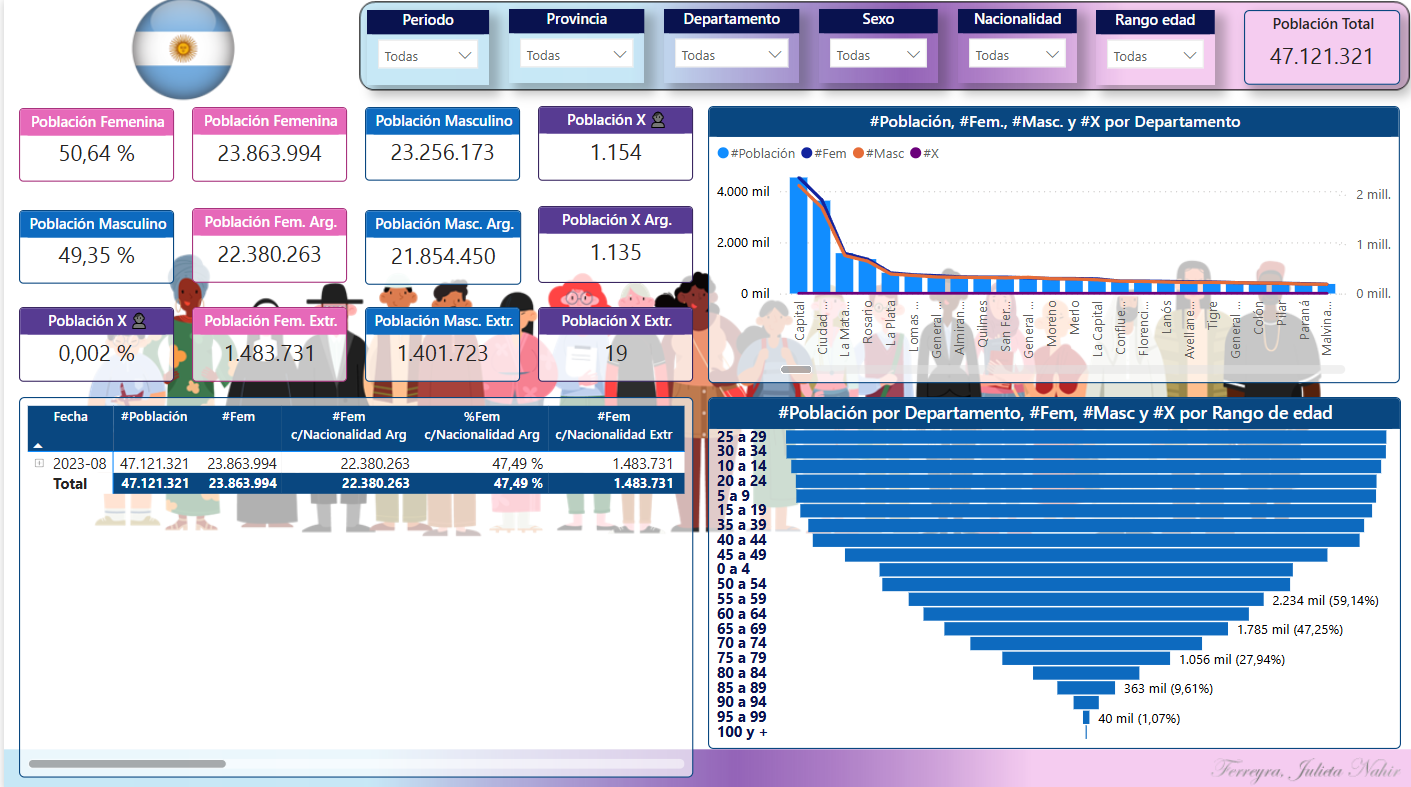 Periodo
Provincia
Departamento
Sexo
Nacionalidad
Rango edad
Población Total
Todas
Todas
Todas
Todas
Todas
Todas
47.121.321
Población Femenina
50,64 %
Población Femenina
23.863.994
Población Masculino
23.256.173
Población X
1.154
Población Masculino
49,35 %
Población Fem. Arg.
22.380.263
Población Masc. Arg.
21.854.450
Población X Arg.
1.135
Población X
0,002 %
Población Fem. Extr.
1.483.731
Población Masc. Extr.
1.401.723
Población X Extr.
19
#Población, #Fem., #Masc. y #X por Departamento
#Población #Fem #Masc #X
4.000 mil
2.000 mil
0 mil
2 mill.
1 mill.
0 mill.
Capital
Ciudad...
La Mata...
Rosario
La Plata
Lomas ...
General...
Almiran...
Quilmes
San Fer...
General ...
Moreno
Merlo
La Capital
Conflue...
Florenci...
Lanús
Avellane...
Tigre
General ...
Colón
Pilar
Paraná
Malvina...
Fecha
#Población
#Fem
#Fem
c/Nacionalidad Arg
%Fem
c/Nacionalidad Arg
#Fem
c/Nacionalidad Extr
2023-08 47.121.321 23.863.994 22.380.263 47,49 % 1.483.731
Total 47.121.321 23.863.994 22.380.263 47,49 % 1.483.731
#Población por Departamento, #Fem, #Masc y #X por Rango de edad
25 a 29
30 a 34
10 a 14
20 a 24
5 a 9
15 a 19
35 a 39
40 a 44
45 a 49
0 a 4
50 a 54
55 a 59 2.234 mil (59,14%)
60 a 64
65 a 69 1.785 mil (47,25%)
70 a 74
75 a 79 1.056 mil (27,94%)
80 a 84
85 a 89 363 mil (9,61%)
90 a 94
95 a 99 40 mil (1,07%)
100 y +
Ferreyra, Julieta Nahir